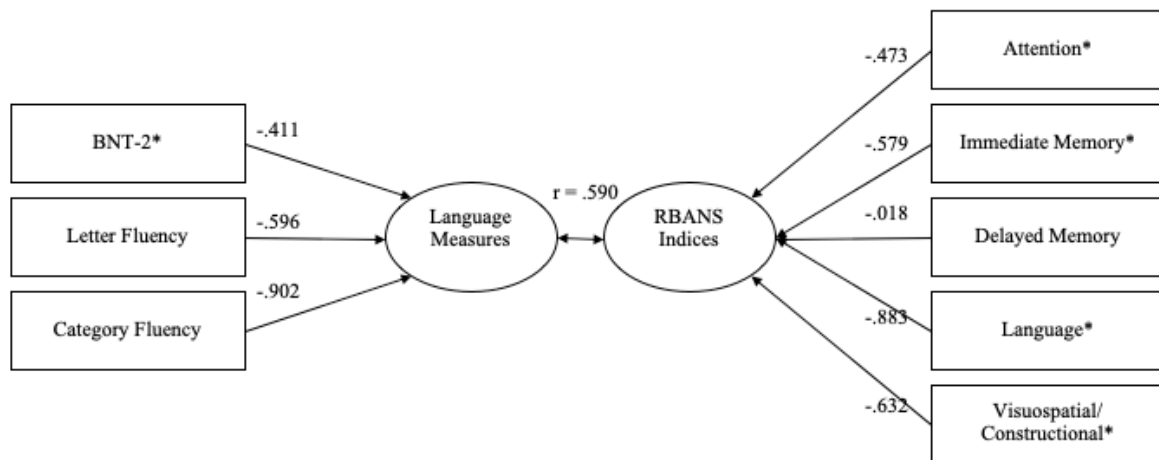 Attention*
-.473
BNT-2*
-.411
Immediate Memory*
-.579
r = .590
Letter Fluency
-.596
Language
Measures
RBANS
Indices
-.018
Delayed Memory
Category Fluency
-.902
Language*
-.883
Visuospatial/
Constructional*
-.632